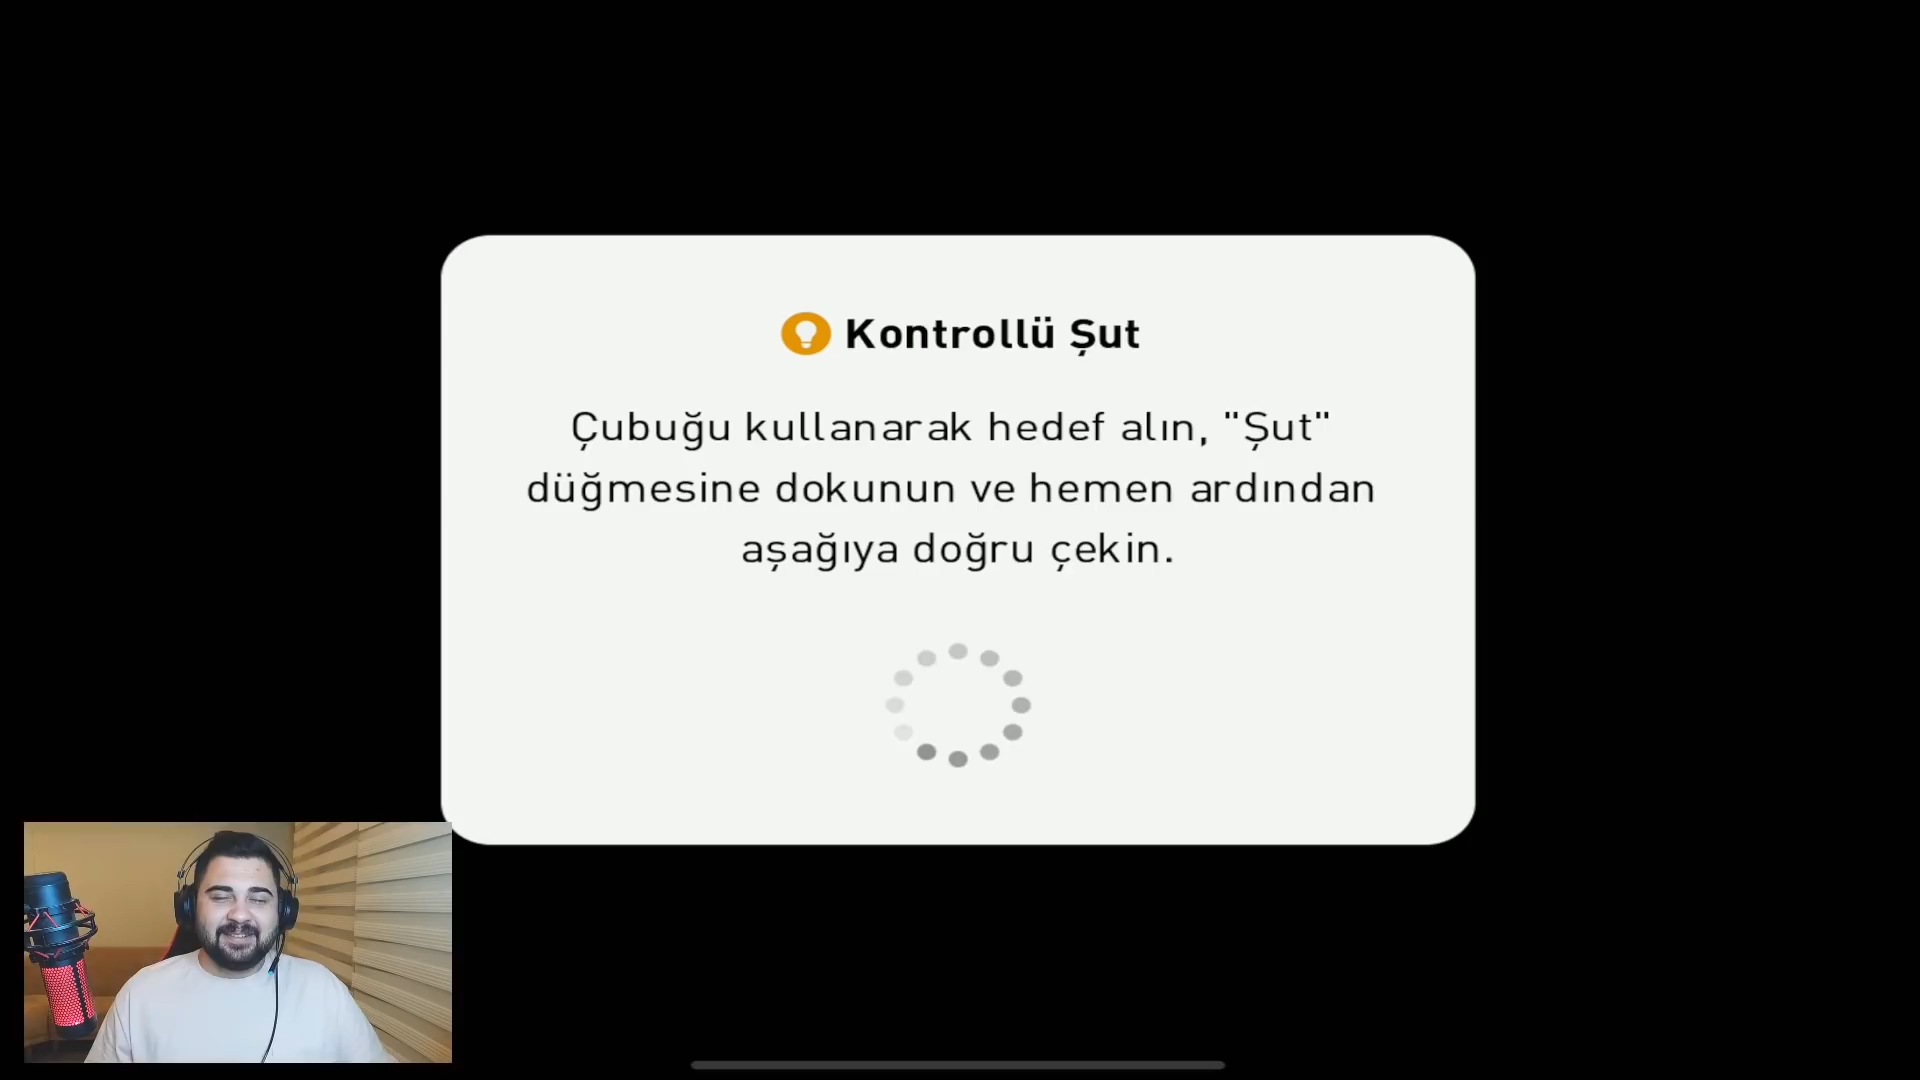 Kontrollü Şut
Çubuğu kullanarak hedef alın, "Şut"
düğmesine dokunun ve hemen ardından
aşağıya doğru çekin.